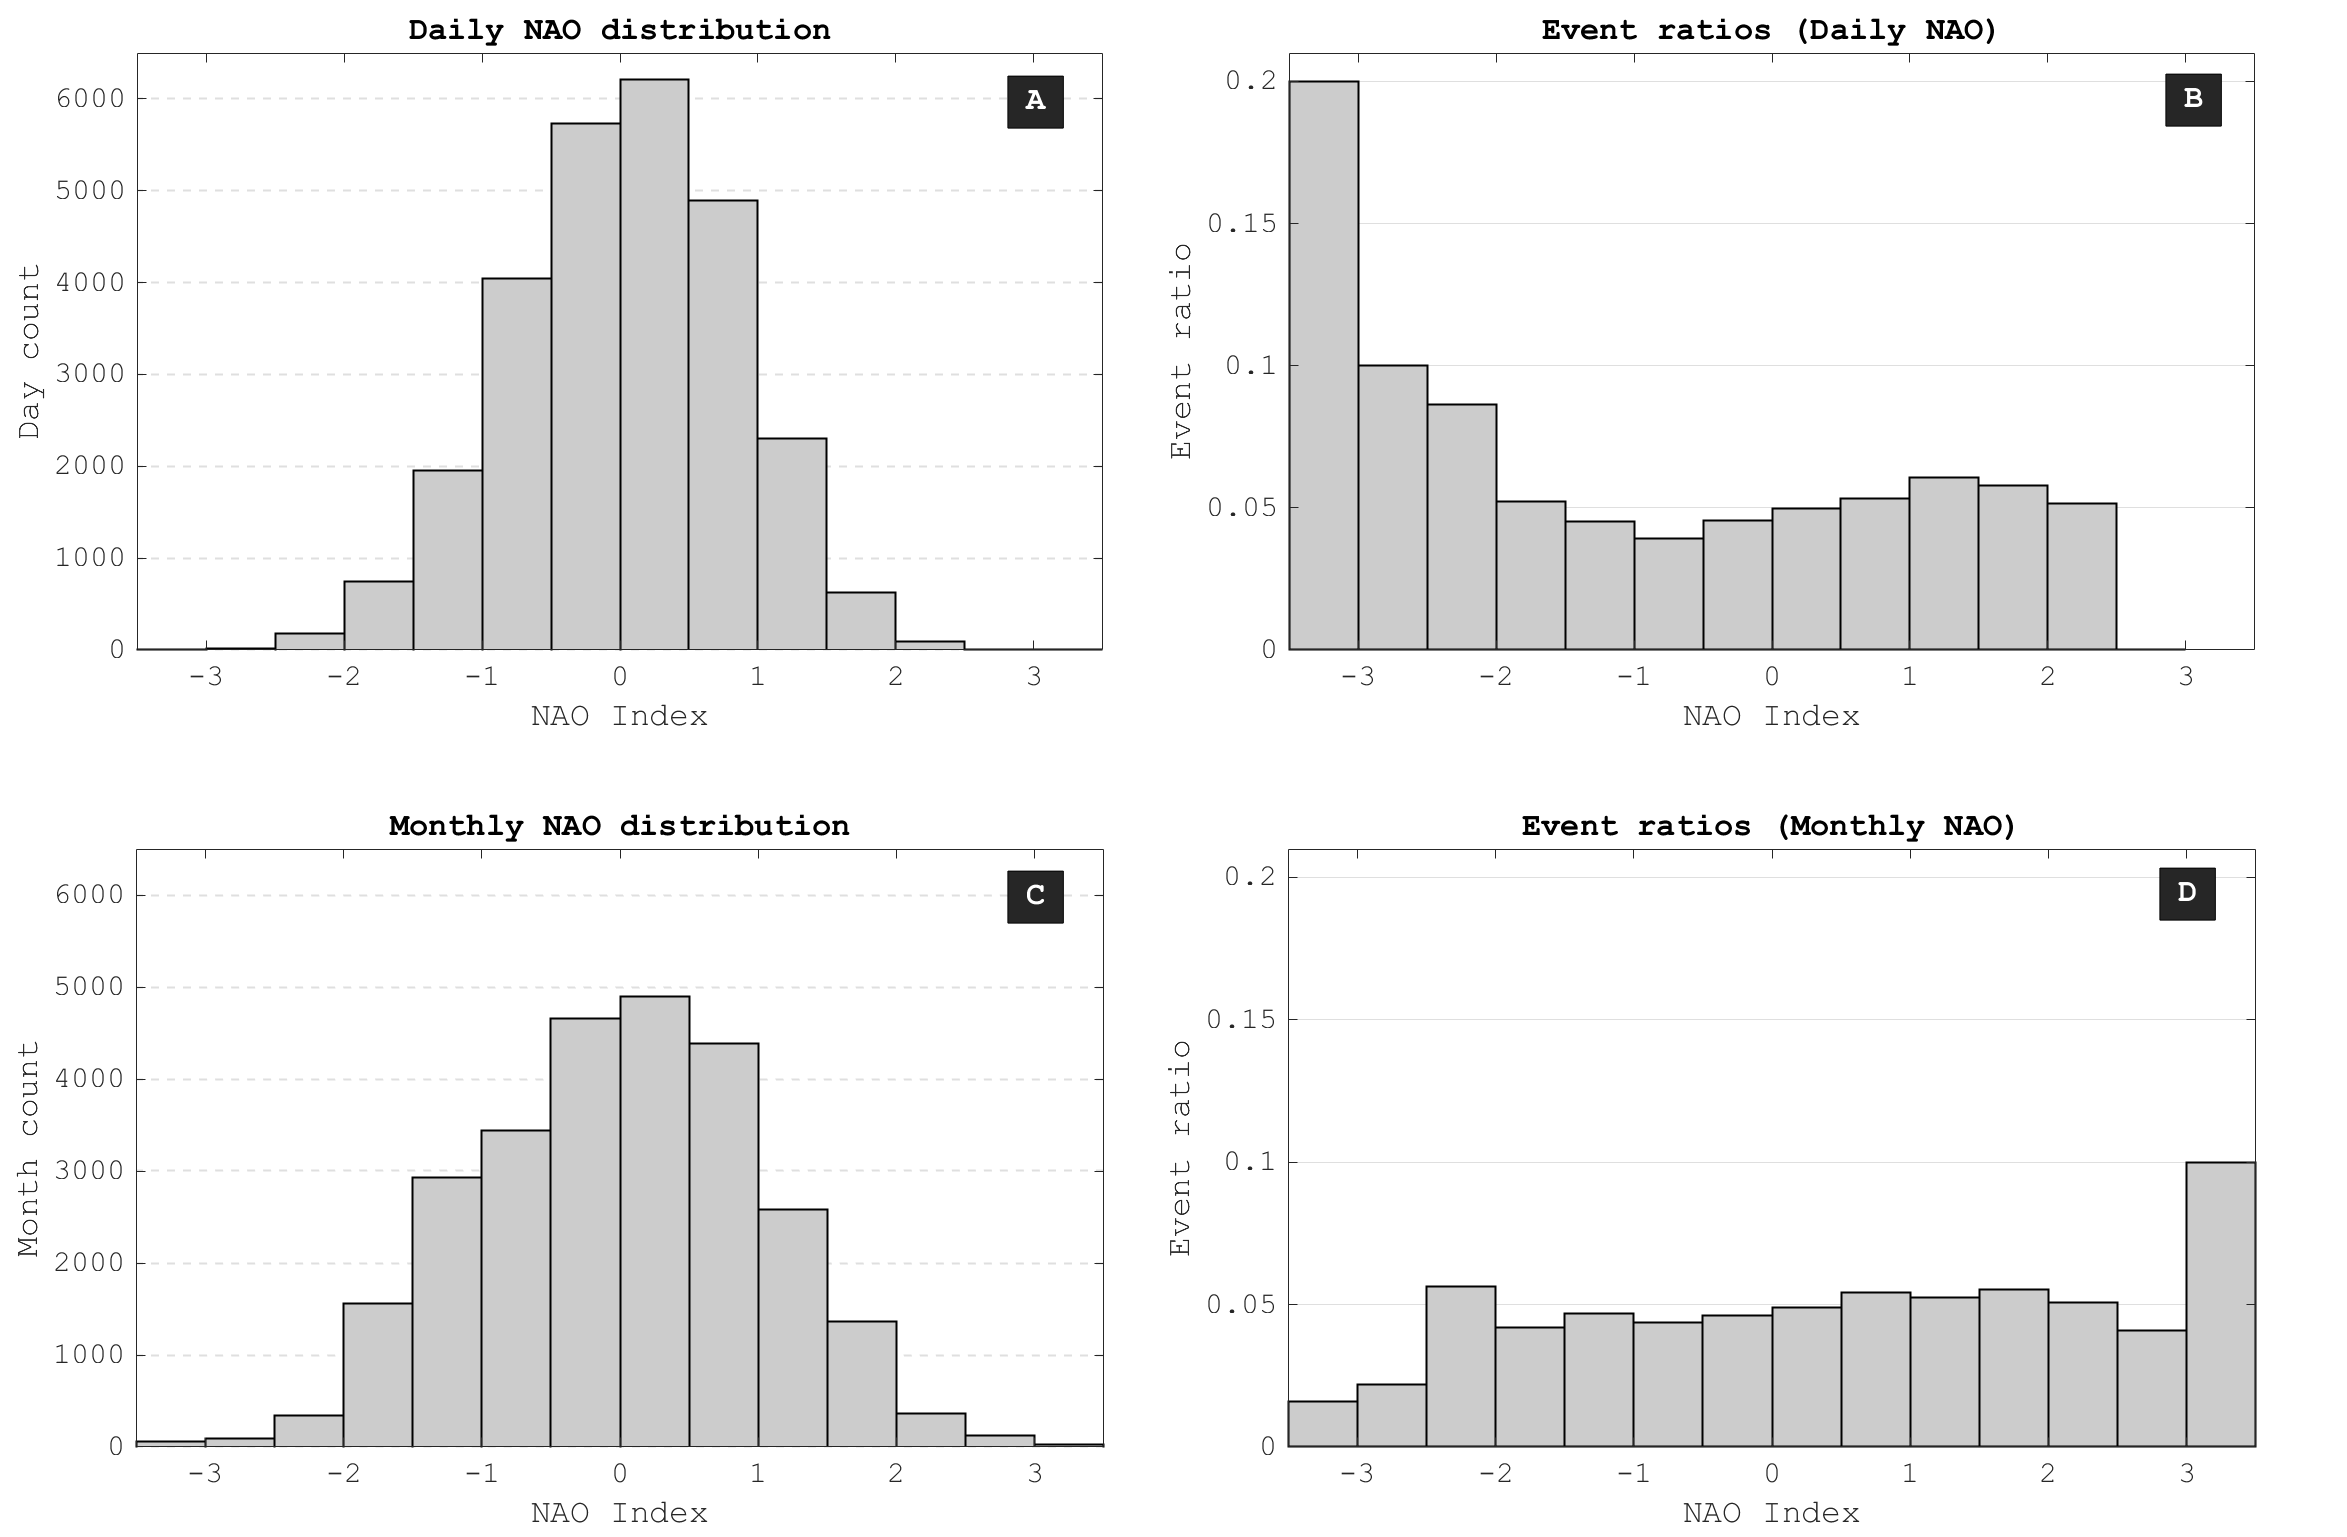 Daily NAO distribution
A
6000
5000
4000
3000
2000
1000
0
Day count
-3 -2 -1 0 1 2 3
NAO Index
Event ratios (Daily NAO)
B
0.2
0.15
0.1
0.05
0
Event ratio
-3 -2 -1 0 1 2 3
NAO Index
Monthly NAO distribution
C
6000
5000
4000
3000
2000
1000
0
Month count
-3 -2 -1 0 1 2 3
NAO Index
Event ratios (Monthly NAO)
D
0.2
0.15
0.1
0.05
0
Event ratio
-3 -2 -1 0 1 2 3
NAO Index